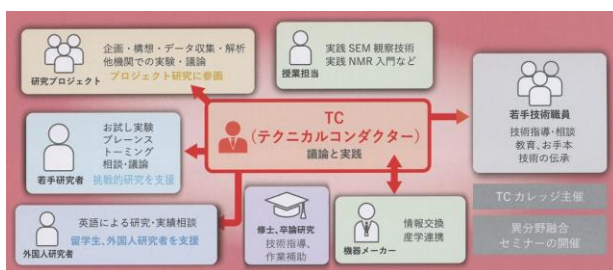 企画・構想・データ収集・解析
他機関での実験・議論
プロジェクト研究に参画
研究プロジェクト
実践 SEM 観察技術
実践 NMR 入門など
授業担当
TC
(テクニカルコンダクター)
議論と実践
若手技術職員
技術指導・相談
教育、お手本
技術の伝承
お試し実験
ブレーンス
トーミング
相談・議論
挑戦的研究を支援
若手研究者
英語による研究・実績相談
留学生、外国人研究者を支援
外国人研究者
修士、卒論研究
技術指導、
作業補助
情報交換
産学連携
機器メーカー
TC カレッジ主催
異分野融合
セミナーの開催